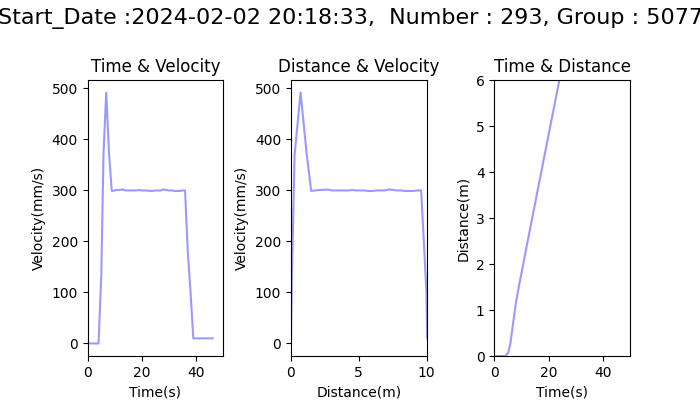 Start_Date :2024-02-02 20:18:33,  Number : 293, Group : 5077
Time & Velocity
Distance & Velocity
Time & Distance
Velocity(mm/s)
500
400
300
200
100
0
0
20
40
Time(s)
Velocity(mm/s)
500
400
300
200
100
0
0
5
10
Distance(m)
Distance(m)
6
5
4
3
2
1
0
0
20
40
Time(s)